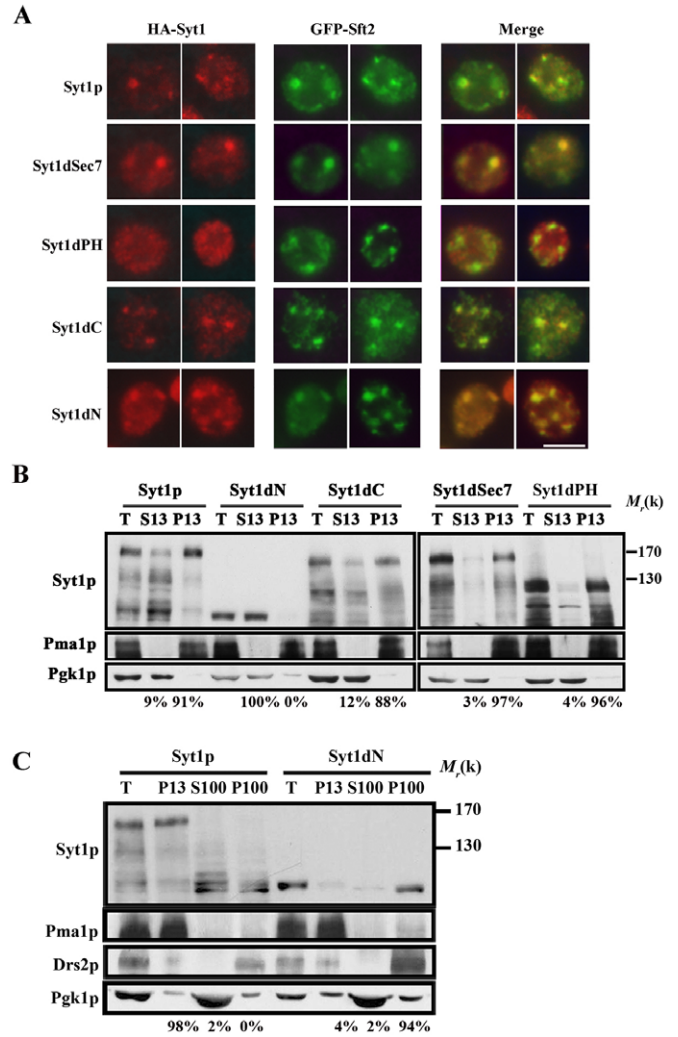 A
HA-Syt1 GFP-Sft2 Merge
Syt1p
Syt1dSec7
Syt1dPH
Syt1dC
Syt1dN
B
Syt1p Syt1dN Syt1dC Syt1dSec7 Syt1dPH
T S13 P13 T S13 P13 T S13 P13 T S13 P13 T S13 P13 Mr(k)
170
130
Syt1p
Pma1p
Pgk1p
9% 91% 100% 0% 12% 88% 3% 97% 4% 96%
C
Syt1p Syt1dN
T P13 S100 P100 T P13 S100 P100 Mr(k)
170
130
Syt1p
Pma1p
Drs2p
Pgk1p
98% 2% 0% 4% 2% 94%